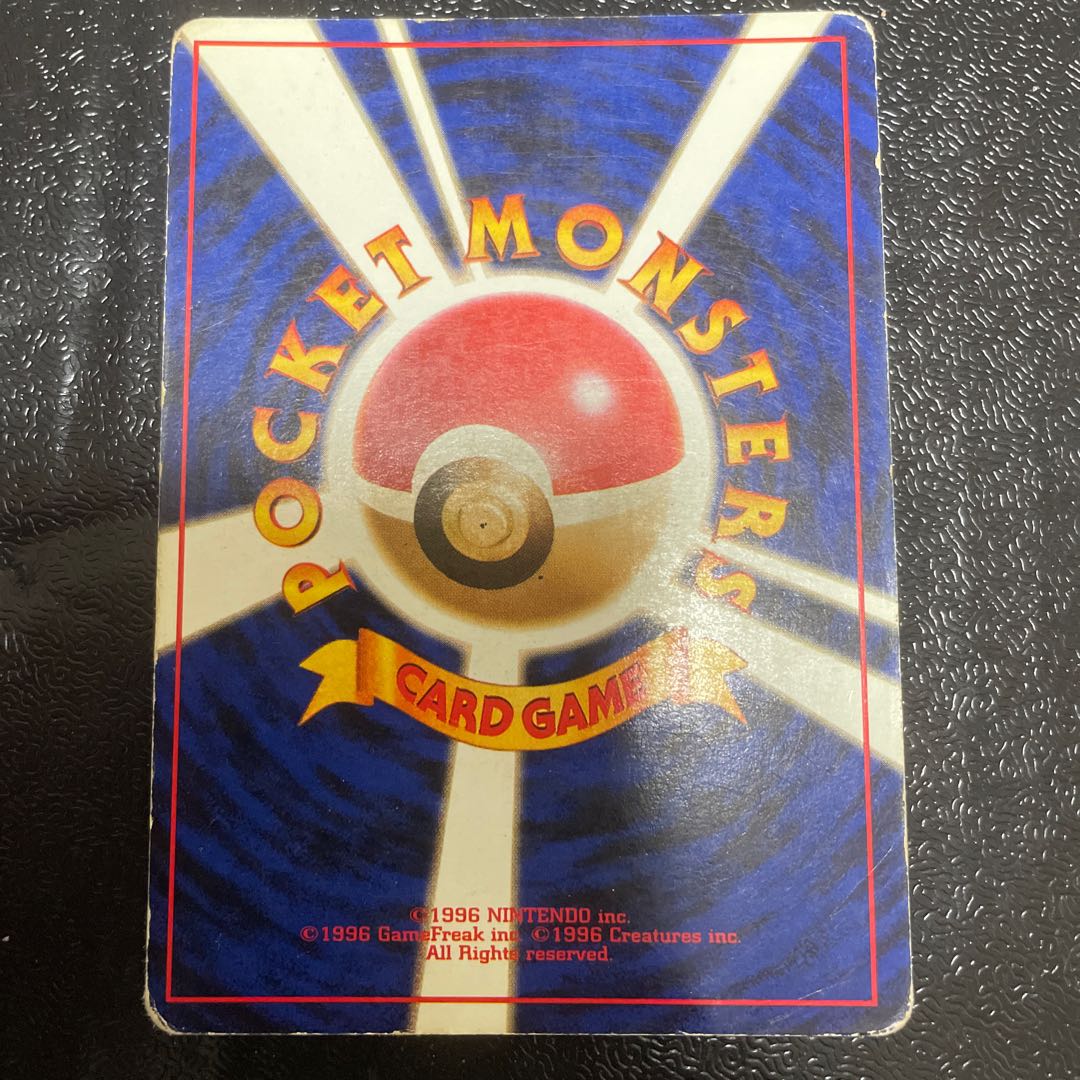 POCKET MONSTERS
CARD GAME
©1996 NINTENDO inc.
©1996 GameFreak inc. ©1996 Creatures inc.
All Rights reserved.